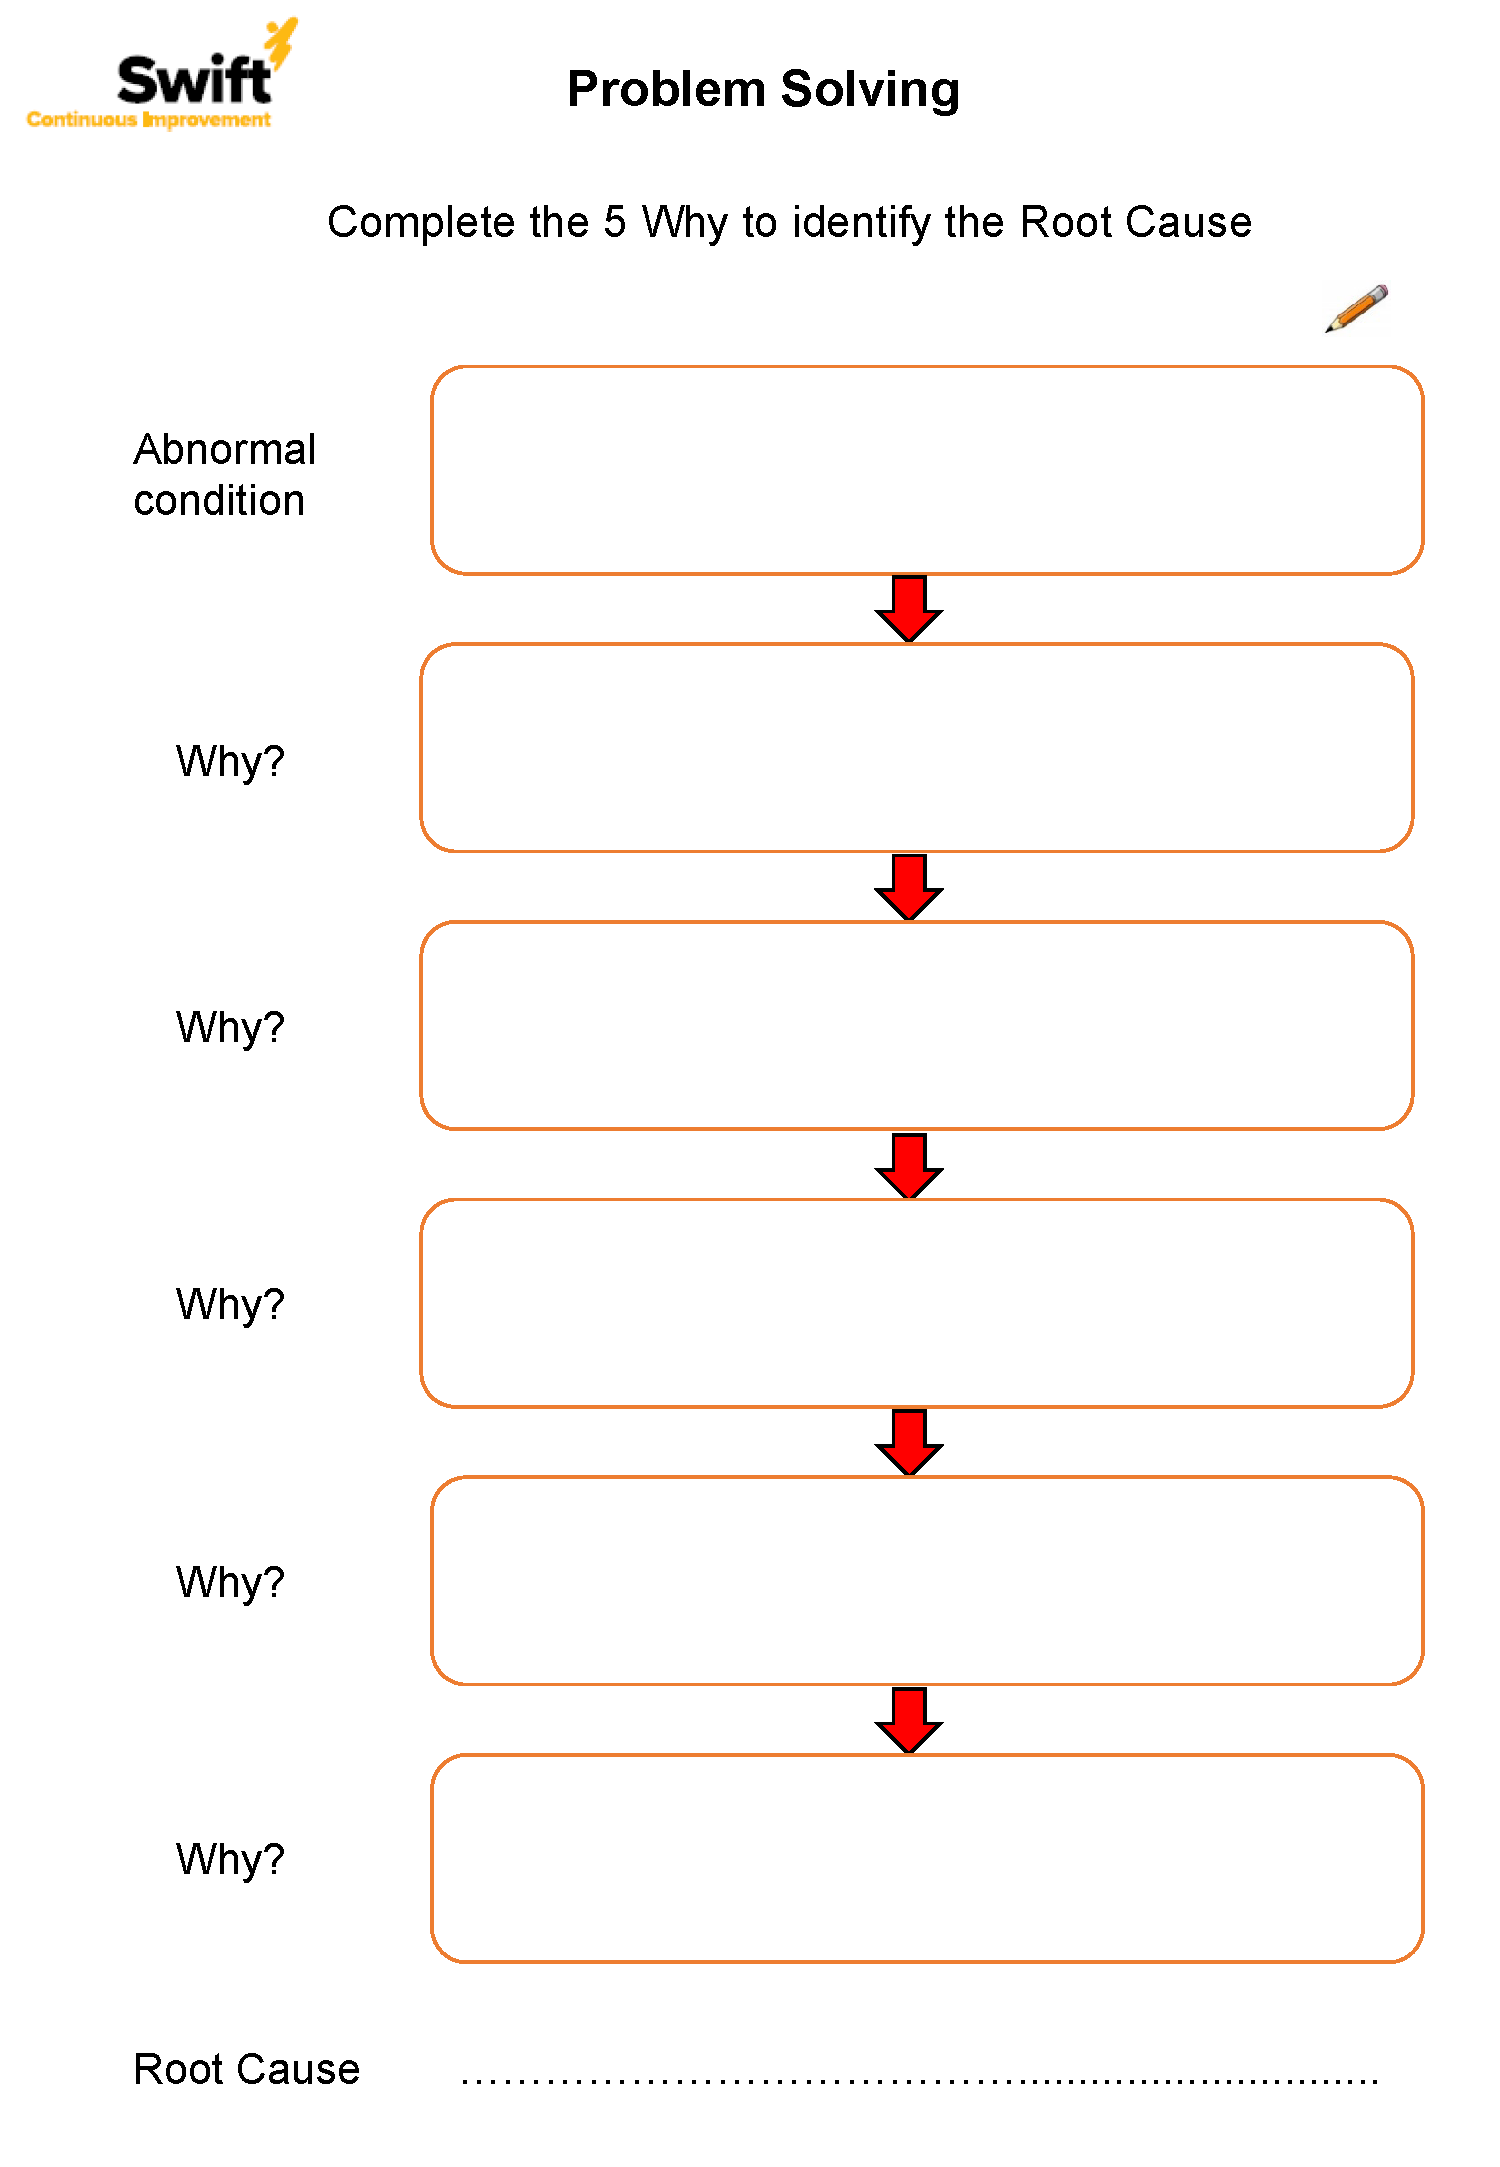 Swift
Continuous Improvement
Problem Solving
Complete the 5 Why to identify the Root Cause
Abnormal
condition
Why?
Why?
Why?
Why?
Why?
Root Cause ……………………………………..............................